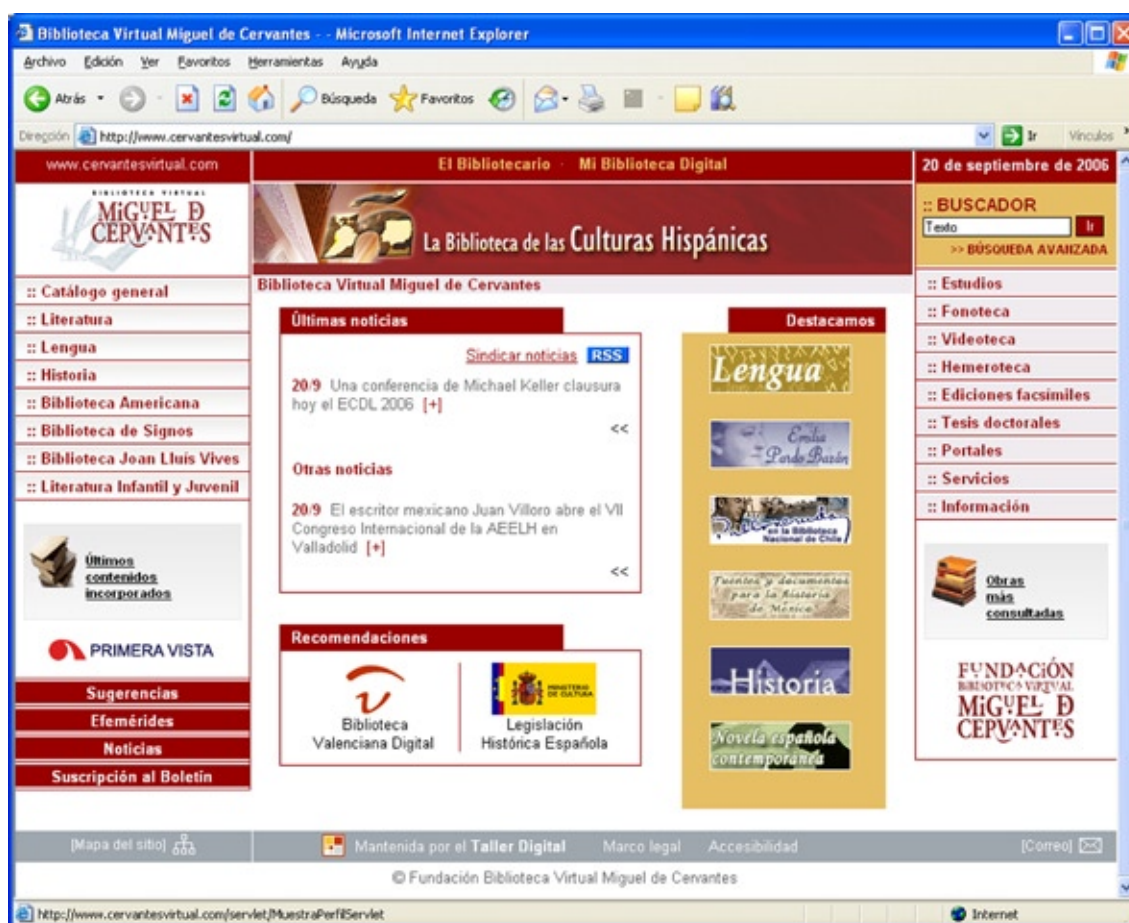 Biblioteca Virtual Miguel de Cervantes - - Microsoft Internet Explorer
Archivo Edición Ver Favoritos Herramientas Ayuda
Atrás Búsqueda Favoritos
Dirección http://www.cervantesvirtual.com/ Ir Vínculos
www.cervantesvirtual.com
El Bibliotecario · Mi Biblioteca Digital
20 de septiembre de 2006
BIBLIOTECA VIRTUAL
MIGUEL D
CERVANTES
La Biblioteca de las Culturas Hispánicas
:: BUSCADOR
Texto Ir
>> BÚSQUEDA AVANZADA
Biblioteca Virtual Miguel de Cervantes
:: Catálogo general
:: Literatura
:: Lengua
:: Historia
:: Biblioteca Americana
:: Biblioteca de Signos
:: Biblioteca Joan Lluís Vives
:: Literatura Infantil y Juvenil
Últimos
contenidos
incorporados
PRIMERA VISTA
Sugerencias
Efemérides
Noticias
Suscripción al Boletín
Últimas noticias
Sindicar noticias RSS
20/9 Una conferencia de Michael Keller clausura
hoy el ECDL 2006 [+]
<<
Otras noticias
20/9 El escritor mexicano Juan Villoro abre el VII
Congreso Internacional de la AEELH en
Valladolid [+]
<<
Recomendaciones
Biblioteca
Valenciana Digital
MINISTERIO
DE CULTURA
Legislación
Histórica Española
Destacamos
Lengua
Emilia
Pardo Bazán
en la Biblioteca
Nacional de Chile
Fuentes y documentos
para la historia
de México
Historia
Novela española
contemporánea
:: Estudios
:: Fonoteca
:: Videoteca
:: Hemeroteca
:: Ediciones facsímiles
:: Tesis doctorales
:: Portales
:: Servicios
:: Información
Obras
más
consultadas
FUNDACIÓN
BIBLIOTECA VIRTUAL
MIGUEL D
CERVANTES
[Mapa del sitio] Mantenida por el Taller Digital Marco legal Accesibilidad [Correo]
© Fundación Biblioteca Virtual Miguel de Cervantes
http://www.cervantesvirtual.com/servlet/MuestraPerfilServlet Internet